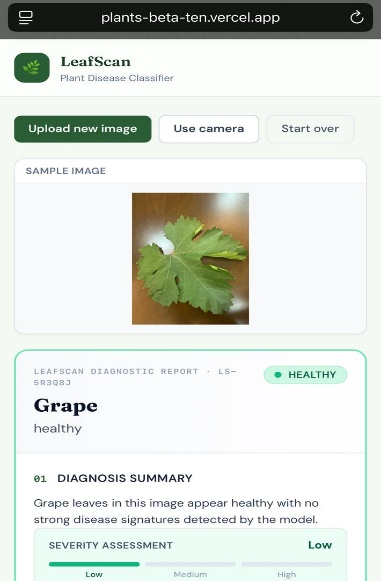 plants-beta-ten.vercel.app
LeafScan
Plant Disease Classifier
Upload new image
Use camera
Start over
SAMPLE IMAGE
LEAFSCAN DIAGNOSTIC REPORT · LS-
5R3Q8J
HEALTHY
Grape
healthy
01 DIAGNOSIS SUMMARY
Grape leaves in this image appear healthy with no
strong disease signatures detected by the model.
SEVERITY ASSESSMENT Low
Low Medium High